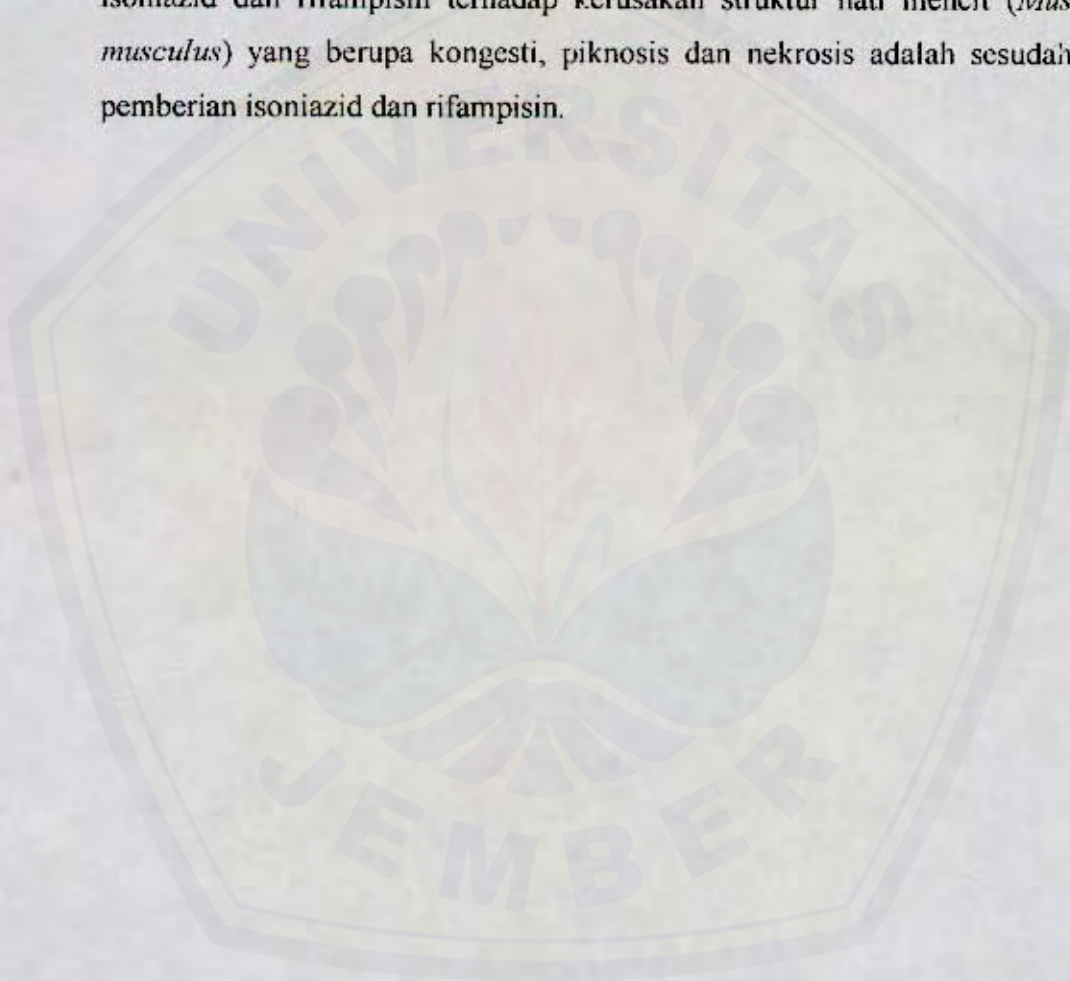 isoniazid dan rifampisin terhadap kerusakan struktur hati mencit (Mus
musculus) yang berupa kongesti, piknosis dan nekrosis adalah sesudah
pemberian isoniazid dan rifampisin.
UNIVERSITAS
JEMBER